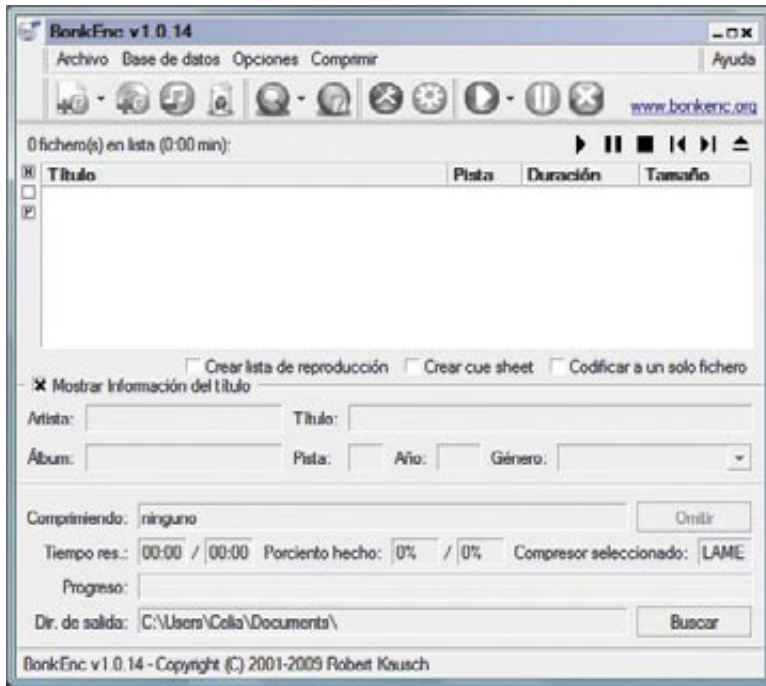 BonkEnc v1.0.14
Archivo Base de datos Opciones Comprimir Ayuda
www.bonkenc.org
0 fichero(s) en lista (0:00 min):
Título Pista Duración Tamaño
Crear lista de reproducción Crear cue sheet Codificar a un solo fichero
Mostrar Información del título
Artista: Título:
Álbum: Pista: Año: Género:
Comprimiendo: ninguno Omitir
Tiempo res.: 00:00 / 00:00 Porciento hecho: 0% / 0% Compresor seleccionado: LAME
Progreso:
Dir. de salida: C:\Users\Celia\Documents\ Buscar
BonkEnc v1.0.14 - Copyright (C) 2001-2009 Robert Kausch